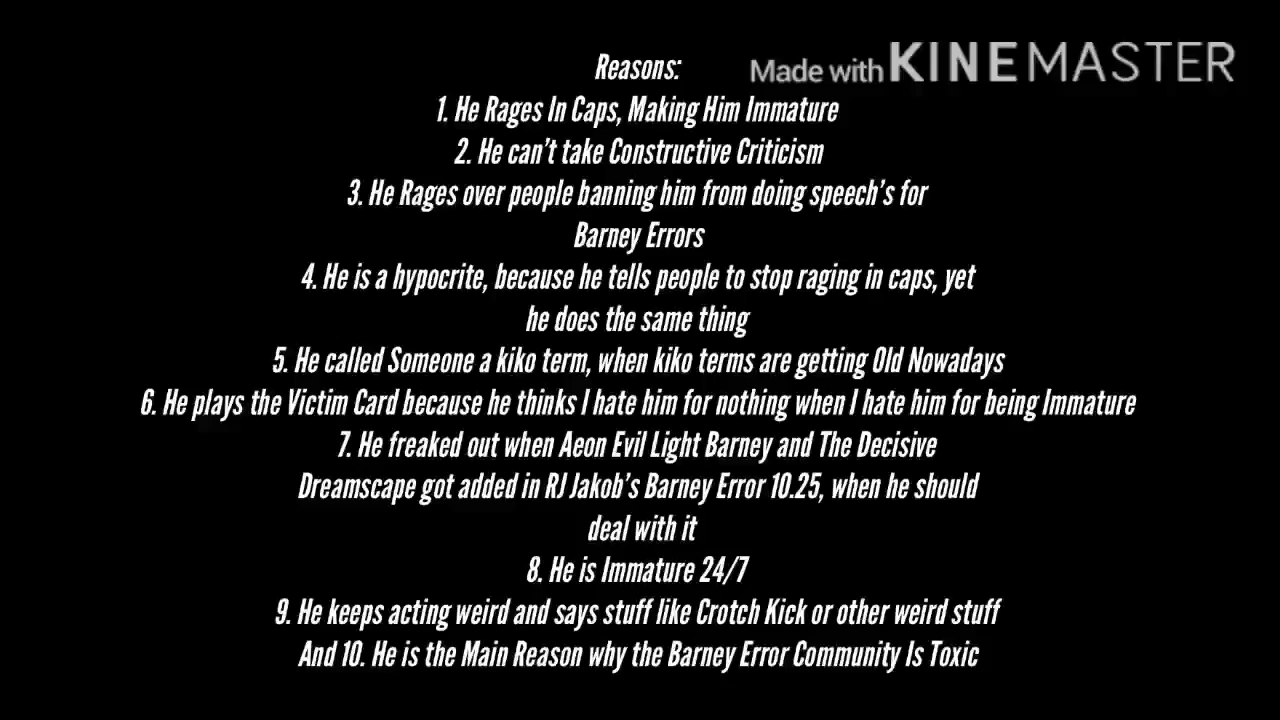 Reasons:
Made with KINEMASTER
1. He Rages In Caps, Making Him Immature
2. He can't take Constructive Criticism
3. He Rages over people banning him from doing speech's for
Barney Errors
4. He is a hypocrite, because he tells people to stop raging in caps, yet
he does the same thing
5. He called Someone a kiko term, when kiko terms are getting Old Nowadays
6. He plays the Victim Card because he thinks I hate him for nothing when I hate him for being Immature
7. He freaked out when Aeon Evil Light Barney and The Decisive
Dreamscape got added in RJ Jakob's Barney Error 10.25, when he should
deal with it
8. He is Immature 24/7
9. He keeps acting weird and says stuff like Crotch Kick or other weird stuff
And 10. He is the Main Reason why the Barney Error Community Is Toxic